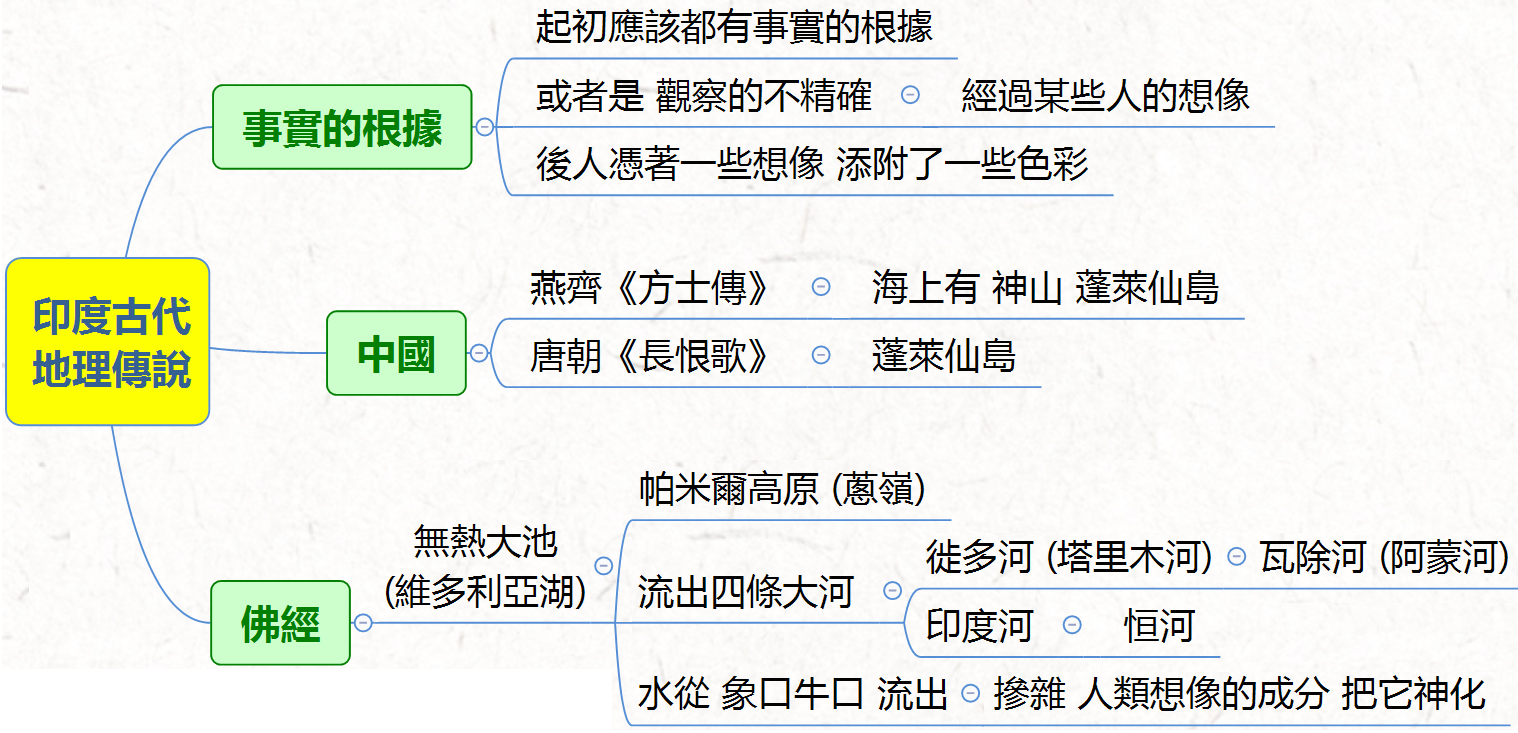 印度古代
地理傳說
事實的根據
起初應該都有事實的根據
或者是 觀察的不精確 經過某些人的想像
後人憑著一些想像 添附了一些色彩
中國
燕齊《方士傳》 海上有 神山 蓬萊仙島
唐朝《長恨歌》 蓬萊仙島
佛經
無熱大池
(維多利亞湖)
帕米爾高原 (蔥嶺)
流出四條大河
徙多河 (塔里木河) 瓦除河 (阿蒙河)
印度河 恒河
水從 象口牛口 流出 摻雜 人類想像的成分 把它神化